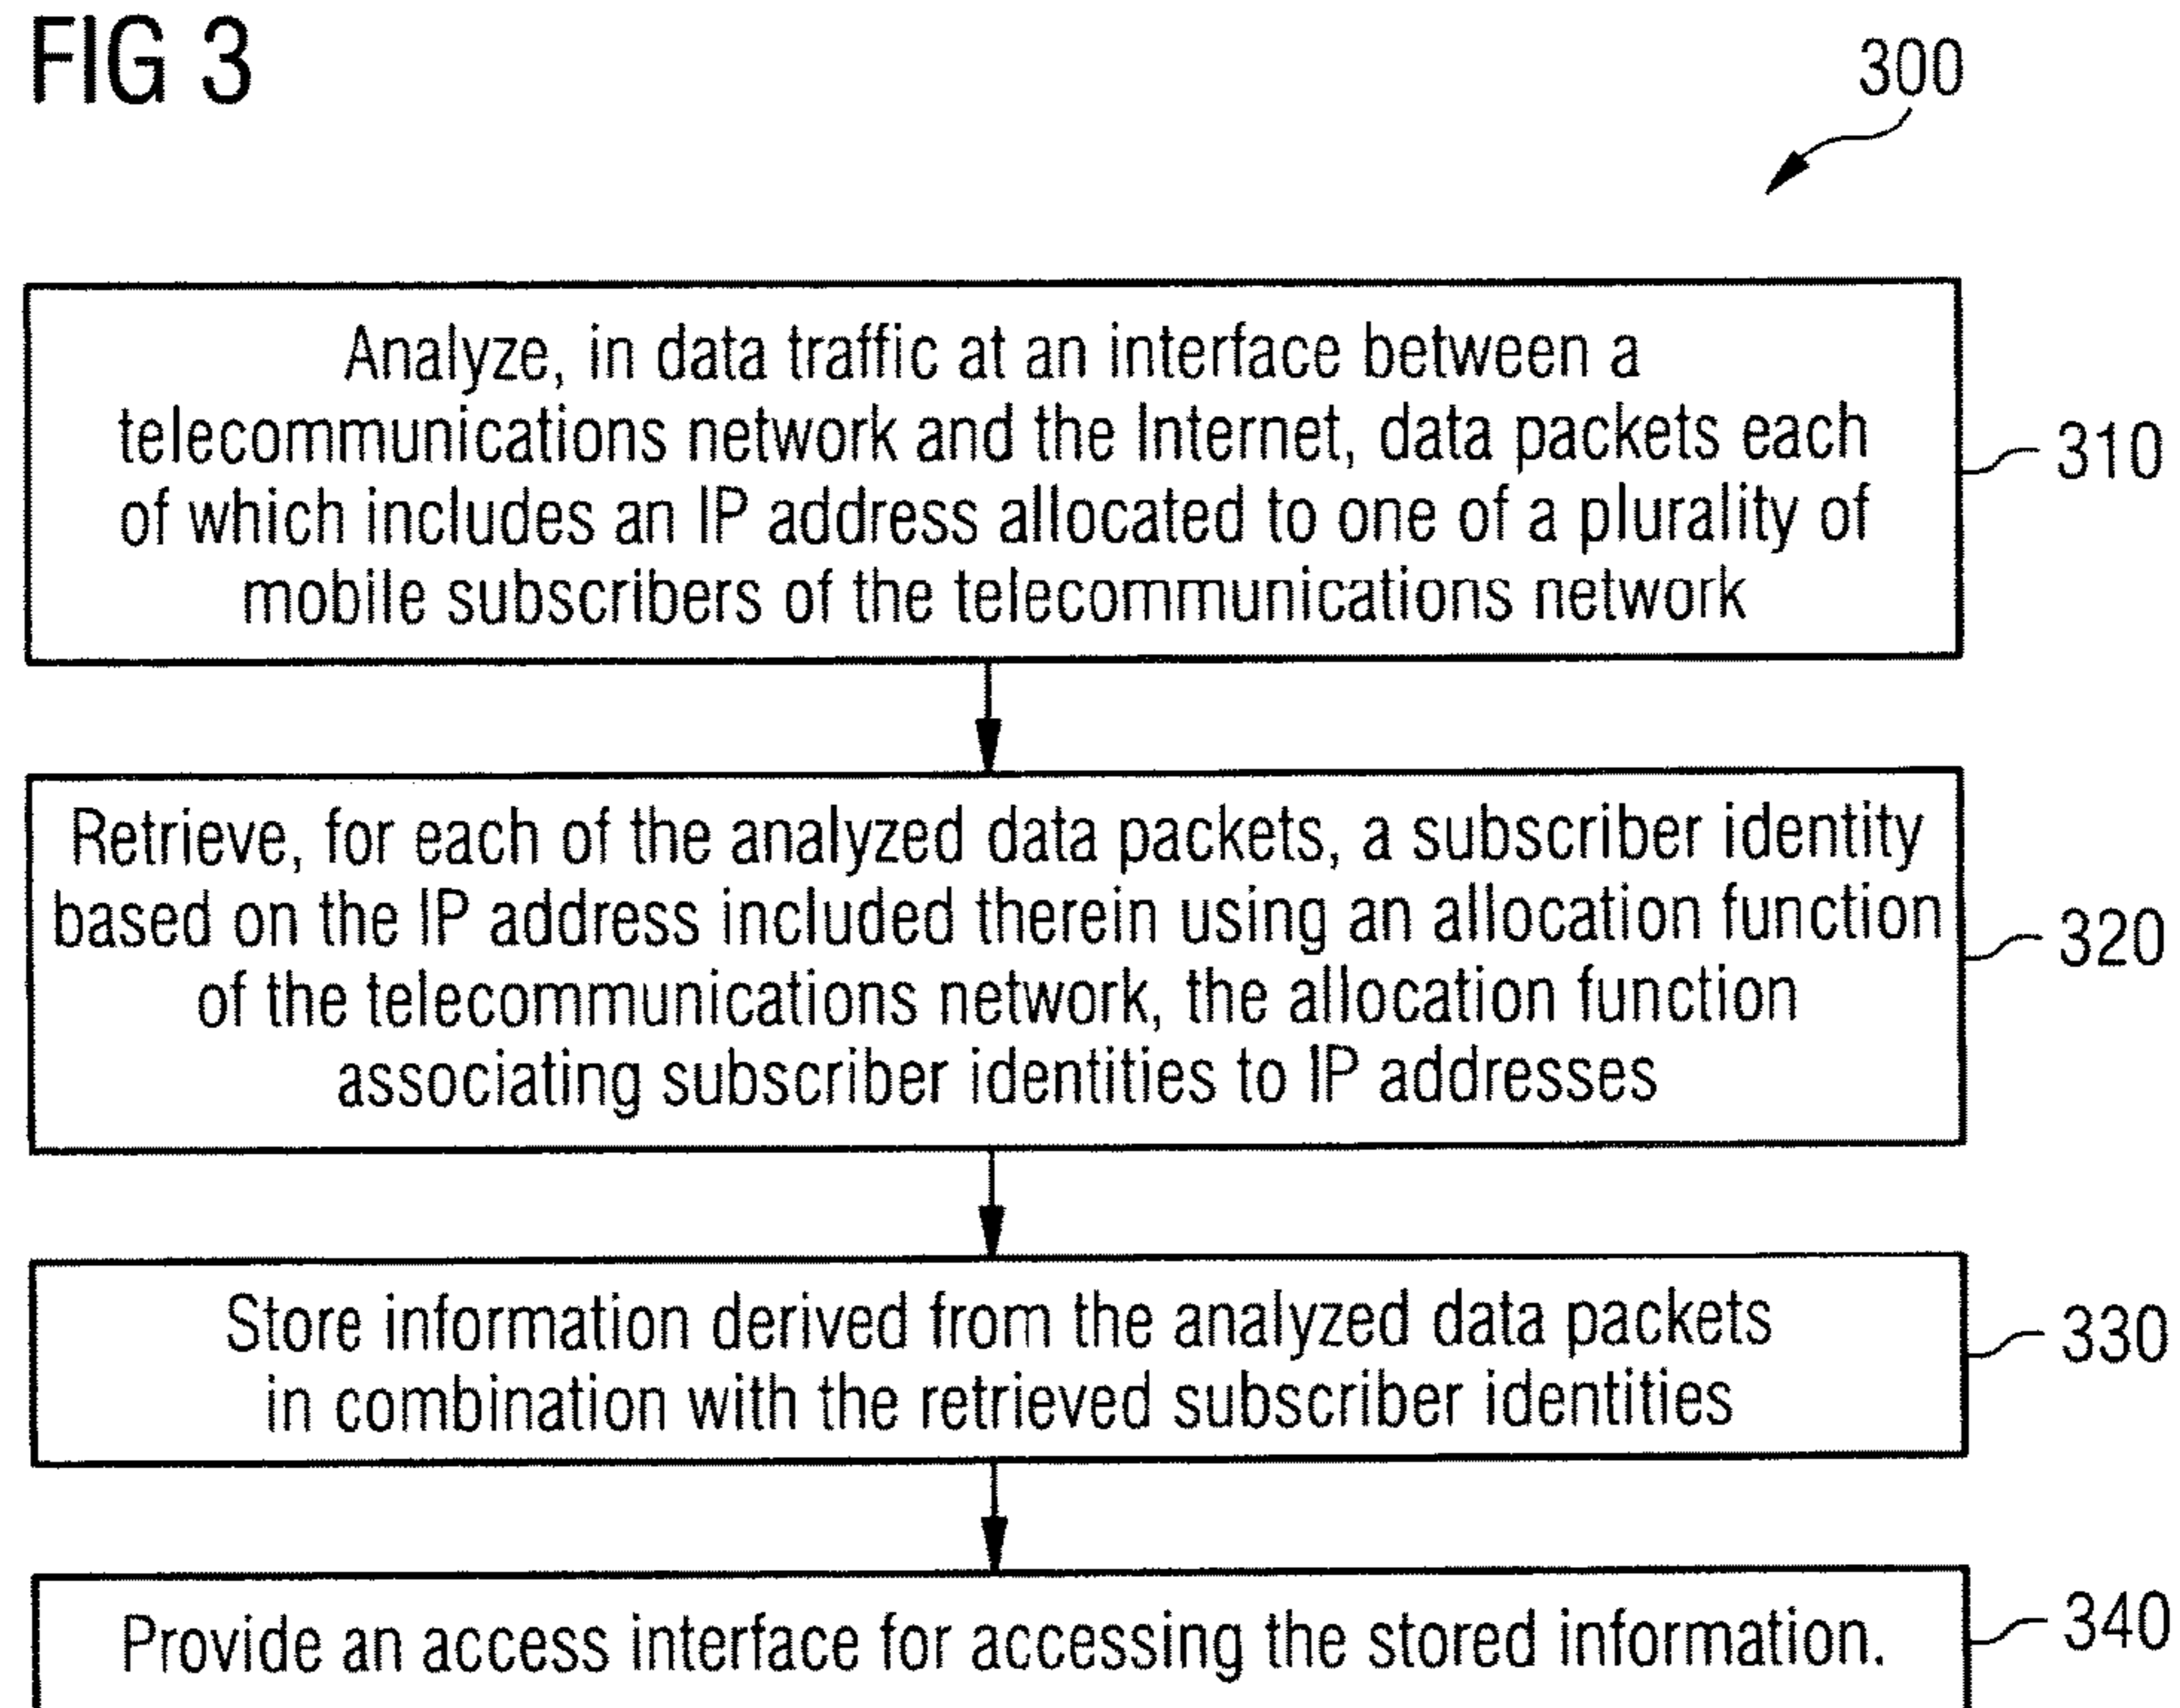 FIG 3
300
Analyze, in data traffic at an interface between a
telecommunications network and the Internet, data packets each
of which includes an IP address allocated to one of a plurality of
mobile subscribers of the telecommunications network
310
Retrieve, for each of the analyzed data packets, a subscriber identity
based on the IP address included therein using an allocation function
of the telecommunications network, the allocation function
associating subscriber identities to IP addresses
320
Store information derived from the analyzed data packets
in combination with the retrieved subscriber identities
330
Provide an access interface for accessing the stored information.
340